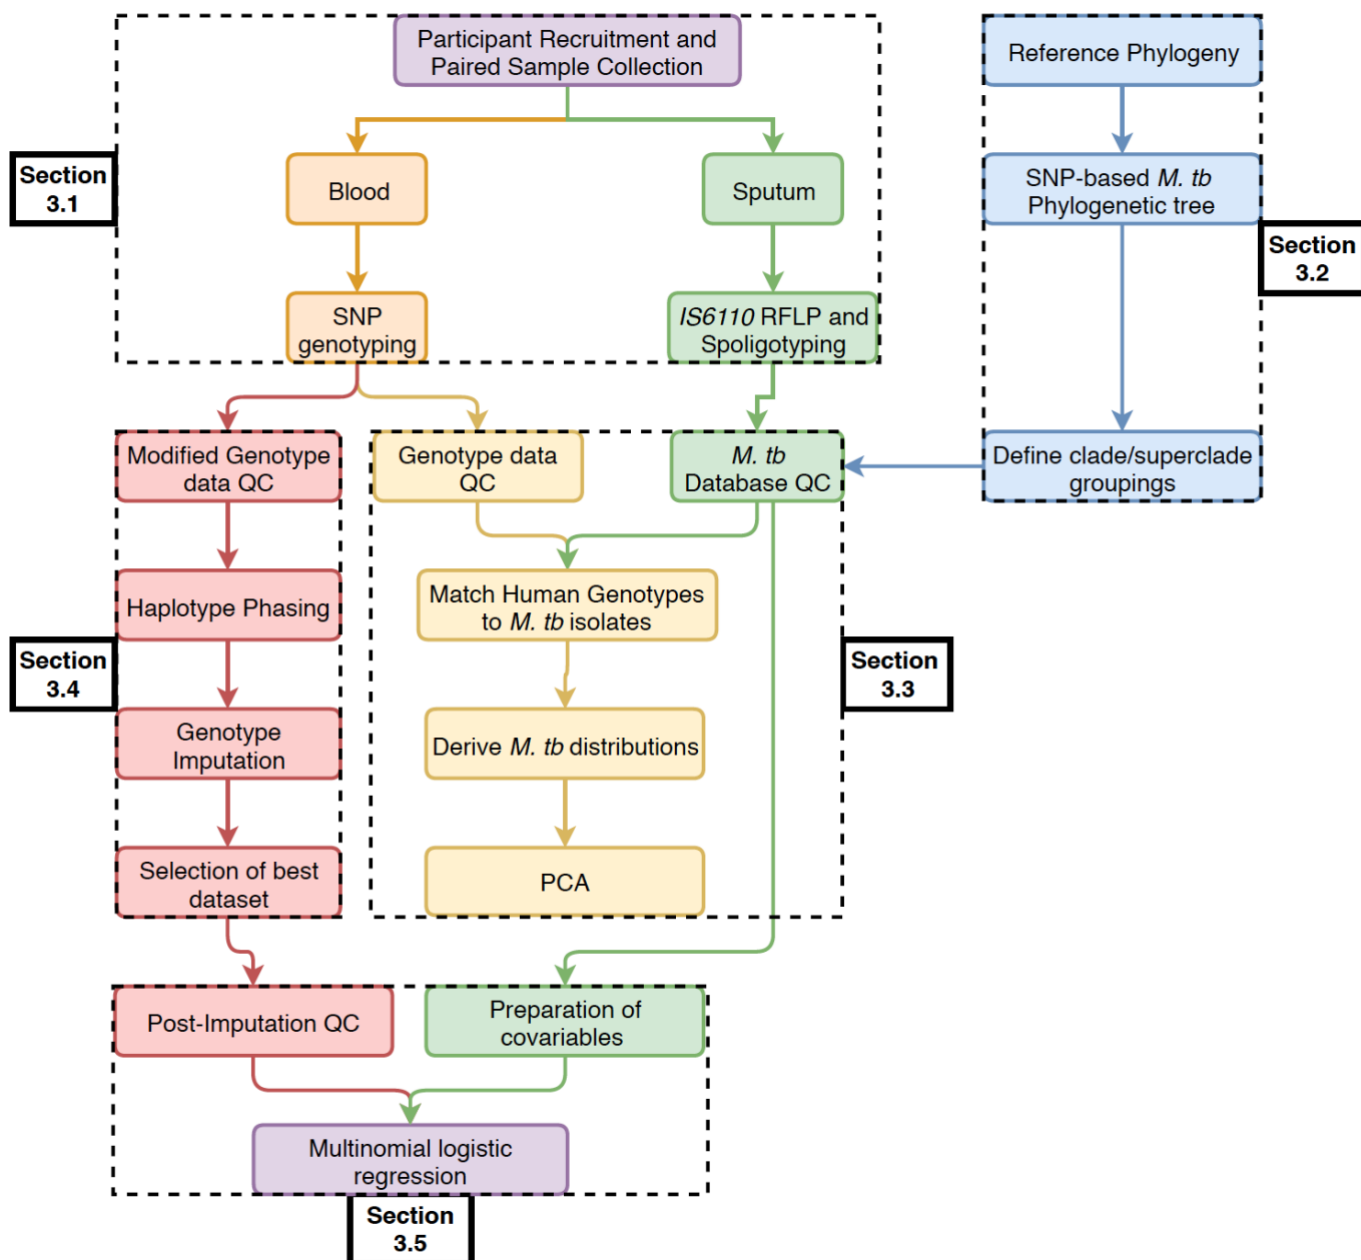 Participant Recruitment and
Paired Sample Collection
Reference Phylogeny
Section
3.1
Blood
Sputum
SNP-based M. tb
Phylogenetic tree
Section
3.2
SNP
genotyping
IS6110 RFLP and
Spoligotyping
Modified Genotype
data QC
Genotype data
QC
M. tb
Database QC
Define clade/superclade
groupings
Haplotype Phasing
Match Human Genotypes
to M. tb isolates
Section
3.4
Section
3.3
Genotype
Imputation
Derive M. tb distributions
Selection of best
dataset
PCA
Post-Imputation QC
Preparation of
covariables
Multinomial logistic
regression
Section
3.5